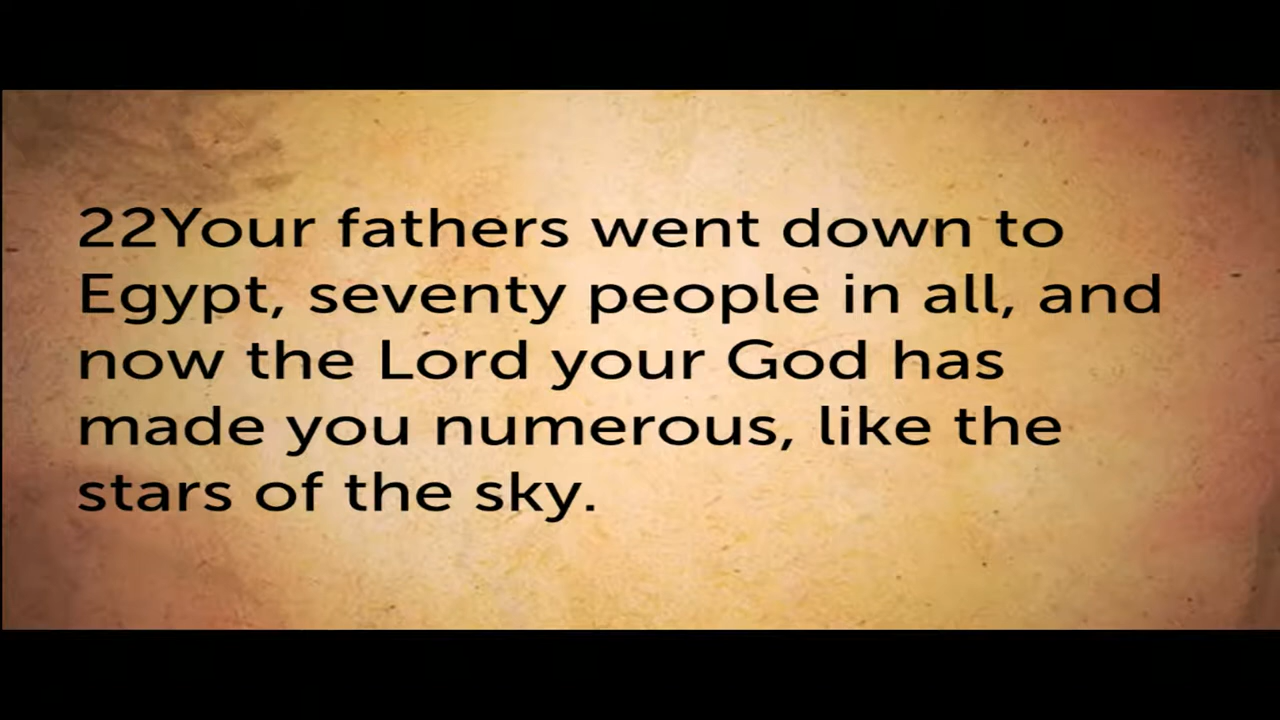 22Your fathers went down to
Egypt, seventy people in all, and
now the Lord your God has
made you numerous, like the
stars of the sky.